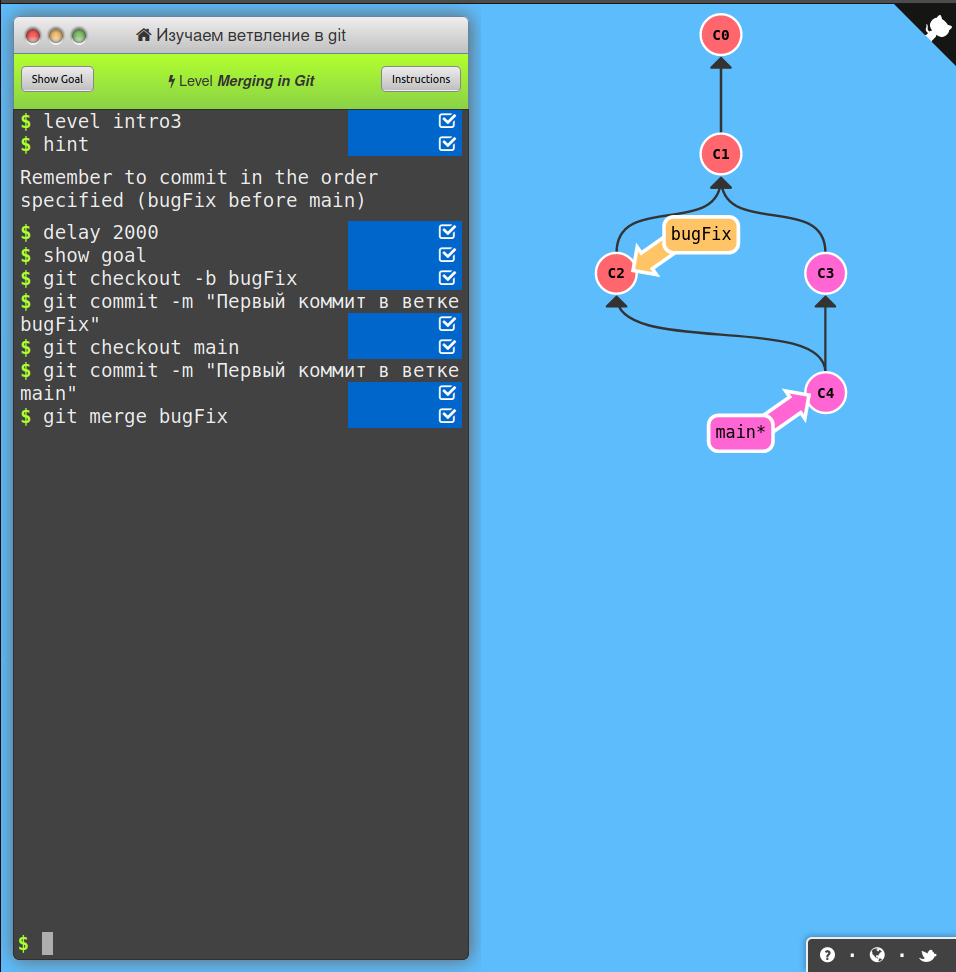 Изучаем ветвление в git
Show Goal
Level Merging in Git
Instructions
$ level intro3
$ hint
Remember to commit in the order
specified (bugFix before main)
$ delay 2000
$ show goal
$ git checkout -b bugFix
$ git commit -m "Первый коммит в ветке
bugFix"
$ git checkout main
$ git commit -m "Первый коммит в ветке
main"
$ git merge bugFix
$
C0
C1
bugFix
C2
C3
C4
main*